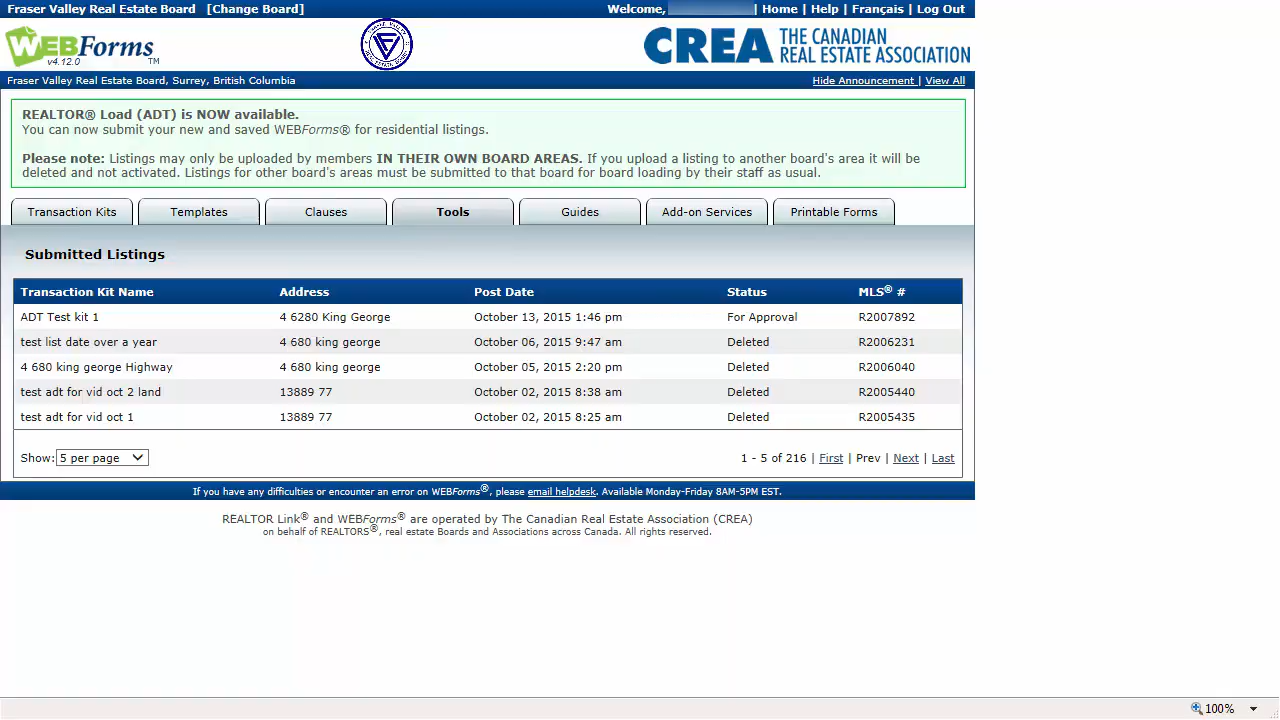 Fraser Valley Real Estate Board [Change Board] Welcome, | Home | Help | Français | Log Out
WEBForms™ v4.12.0
CREA THE CANADIAN REAL ESTATE ASSOCIATION
Fraser Valley Real Estate Board, Surrey, British Columbia Hide Announcement | View All
REALTOR® Load (ADT) is NOW available.
You can now submit your new and saved WEBForms® for residential listings.
Please note: Listings may only be uploaded by members IN THEIR OWN BOARD AREAS. If you upload a listing to another board's area it will be
deleted and not activated. Listings for other board's areas must be submitted to that board for board loading by their staff as usual.
Transaction Kits Templates Clauses Tools Guides Add-on Services Printable Forms
Submitted Listings
Transaction Kit Name Address Post Date Status MLS® #
ADT Test kit 1 4 6280 King George October 13, 2015 1:46 pm For Approval R2007892
test list date over a year 4 680 king george October 06, 2015 9:47 am Deleted R2006231
4 680 king george Highway 4 680 king george October 05, 2015 2:20 pm Deleted R2006040
test adt for vid oct 2 land 13889 77 October 02, 2015 8:38 am Deleted R2005440
test adt for vid oct 1 13889 77 October 02, 2015 8:25 am Deleted R2005435
Show: 5 per page 1 - 5 of 216 | First | Prev | Next | Last
If you have any difficulties or encounter an error on WEBForms®, please email helpdesk. Available Monday-Friday 8AM-5PM EST.
REALTOR Link® and WEBForms® are operated by The Canadian Real Estate Association (CREA)
on behalf of REALTORS®, real estate Boards and Associations across Canada. All rights reserved.
100%